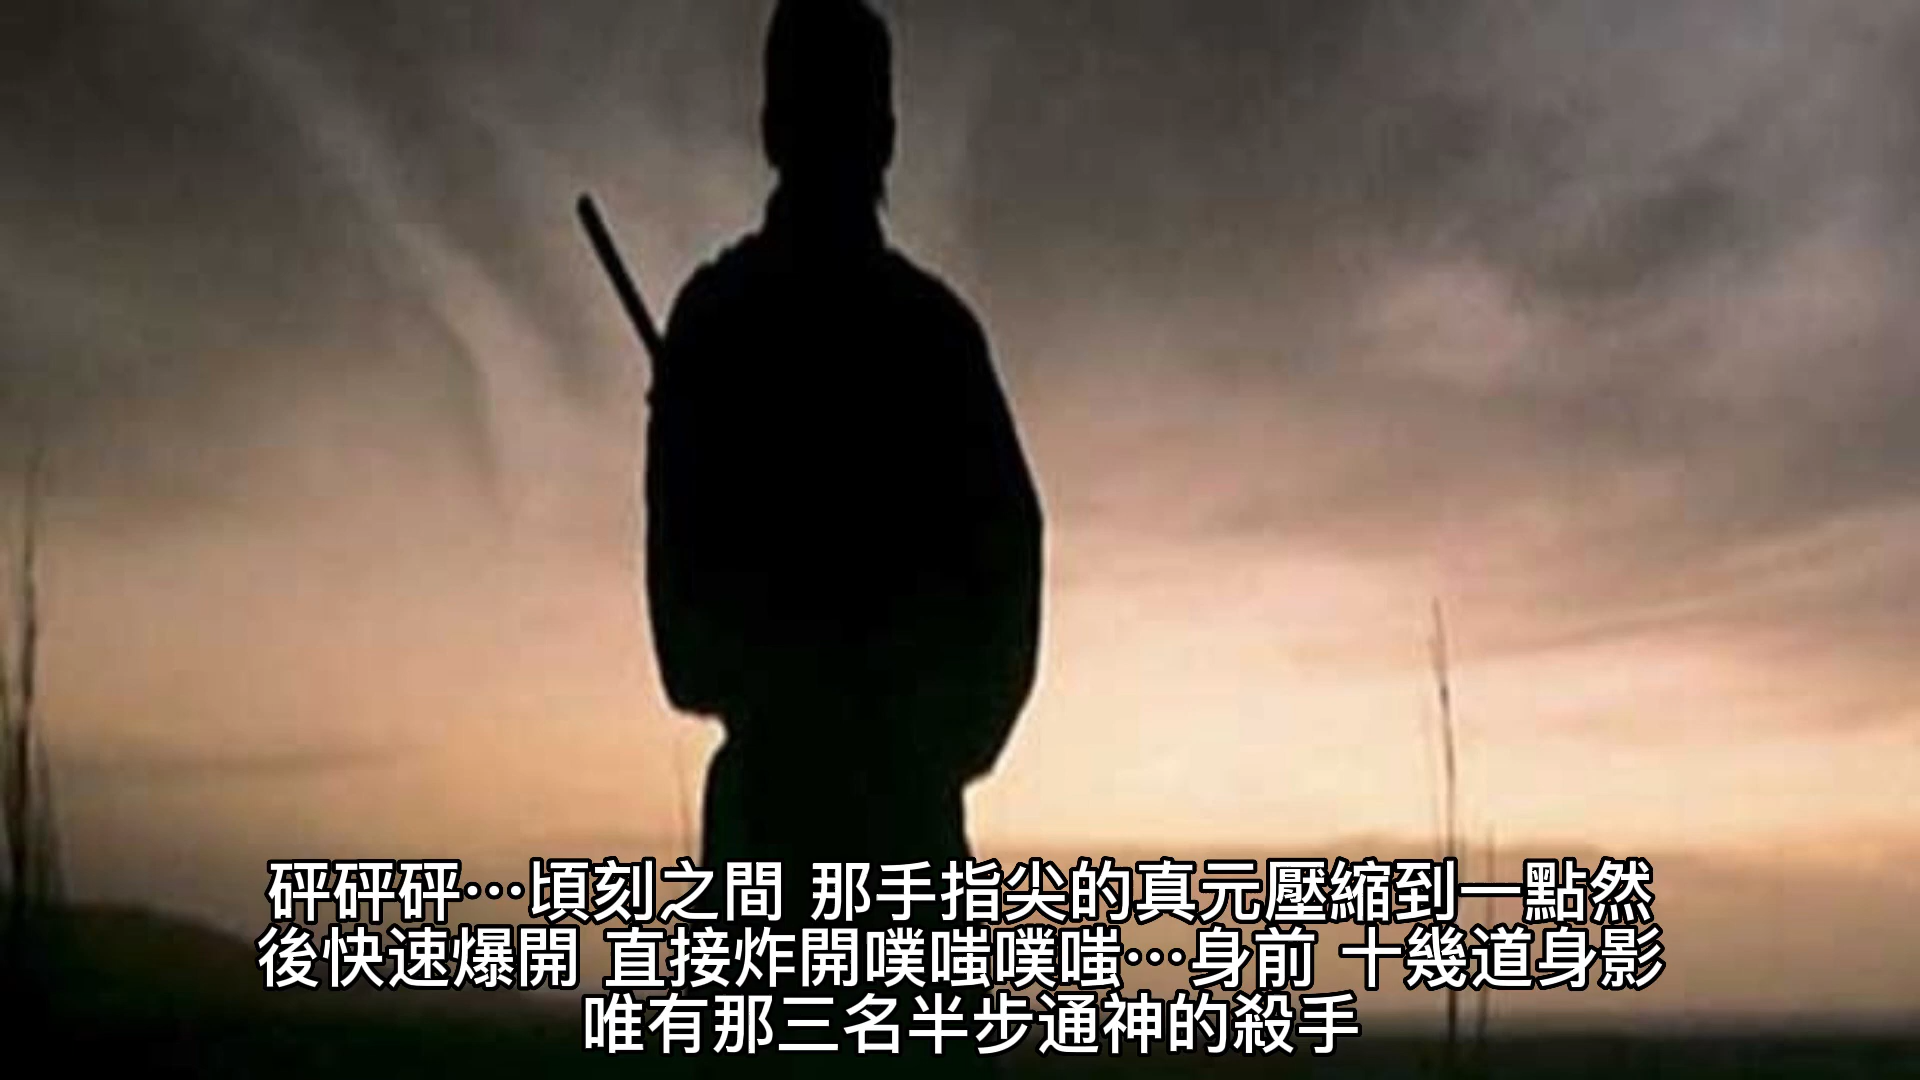 砰砰砰…頃刻之間 那手指尖的真元壓縮到一點然
後快速爆開 直接炸開噗嗤噗嗤…身前 十幾道身影
唯有那三名半步通神的殺手